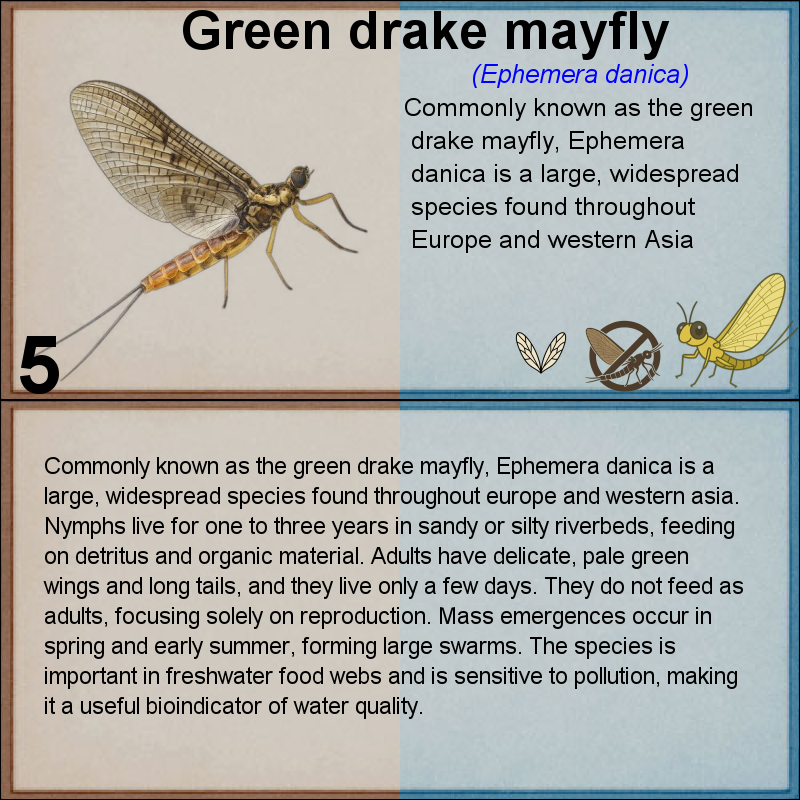 Green drake mayfly
(Ephemera danica)
Commonly known as the green
drake mayfly, Ephemera
danica is a large, widespread
species found throughout
Europe and western Asia
5
Commonly known as the green drake mayfly, Ephemera danica is a
large, widespread species found throughout europe and western asia.
Nymphs live for one to three years in sandy or silty riverbeds, feeding
on detritus and organic material. Adults have delicate, pale green
wings and long tails, and they live only a few days. They do not feed as
adults, focusing solely on reproduction. Mass emergences occur in
spring and early summer, forming large swarms. The species is
important in freshwater food webs and is sensitive to pollution, making
it a useful bioindicator of water quality.